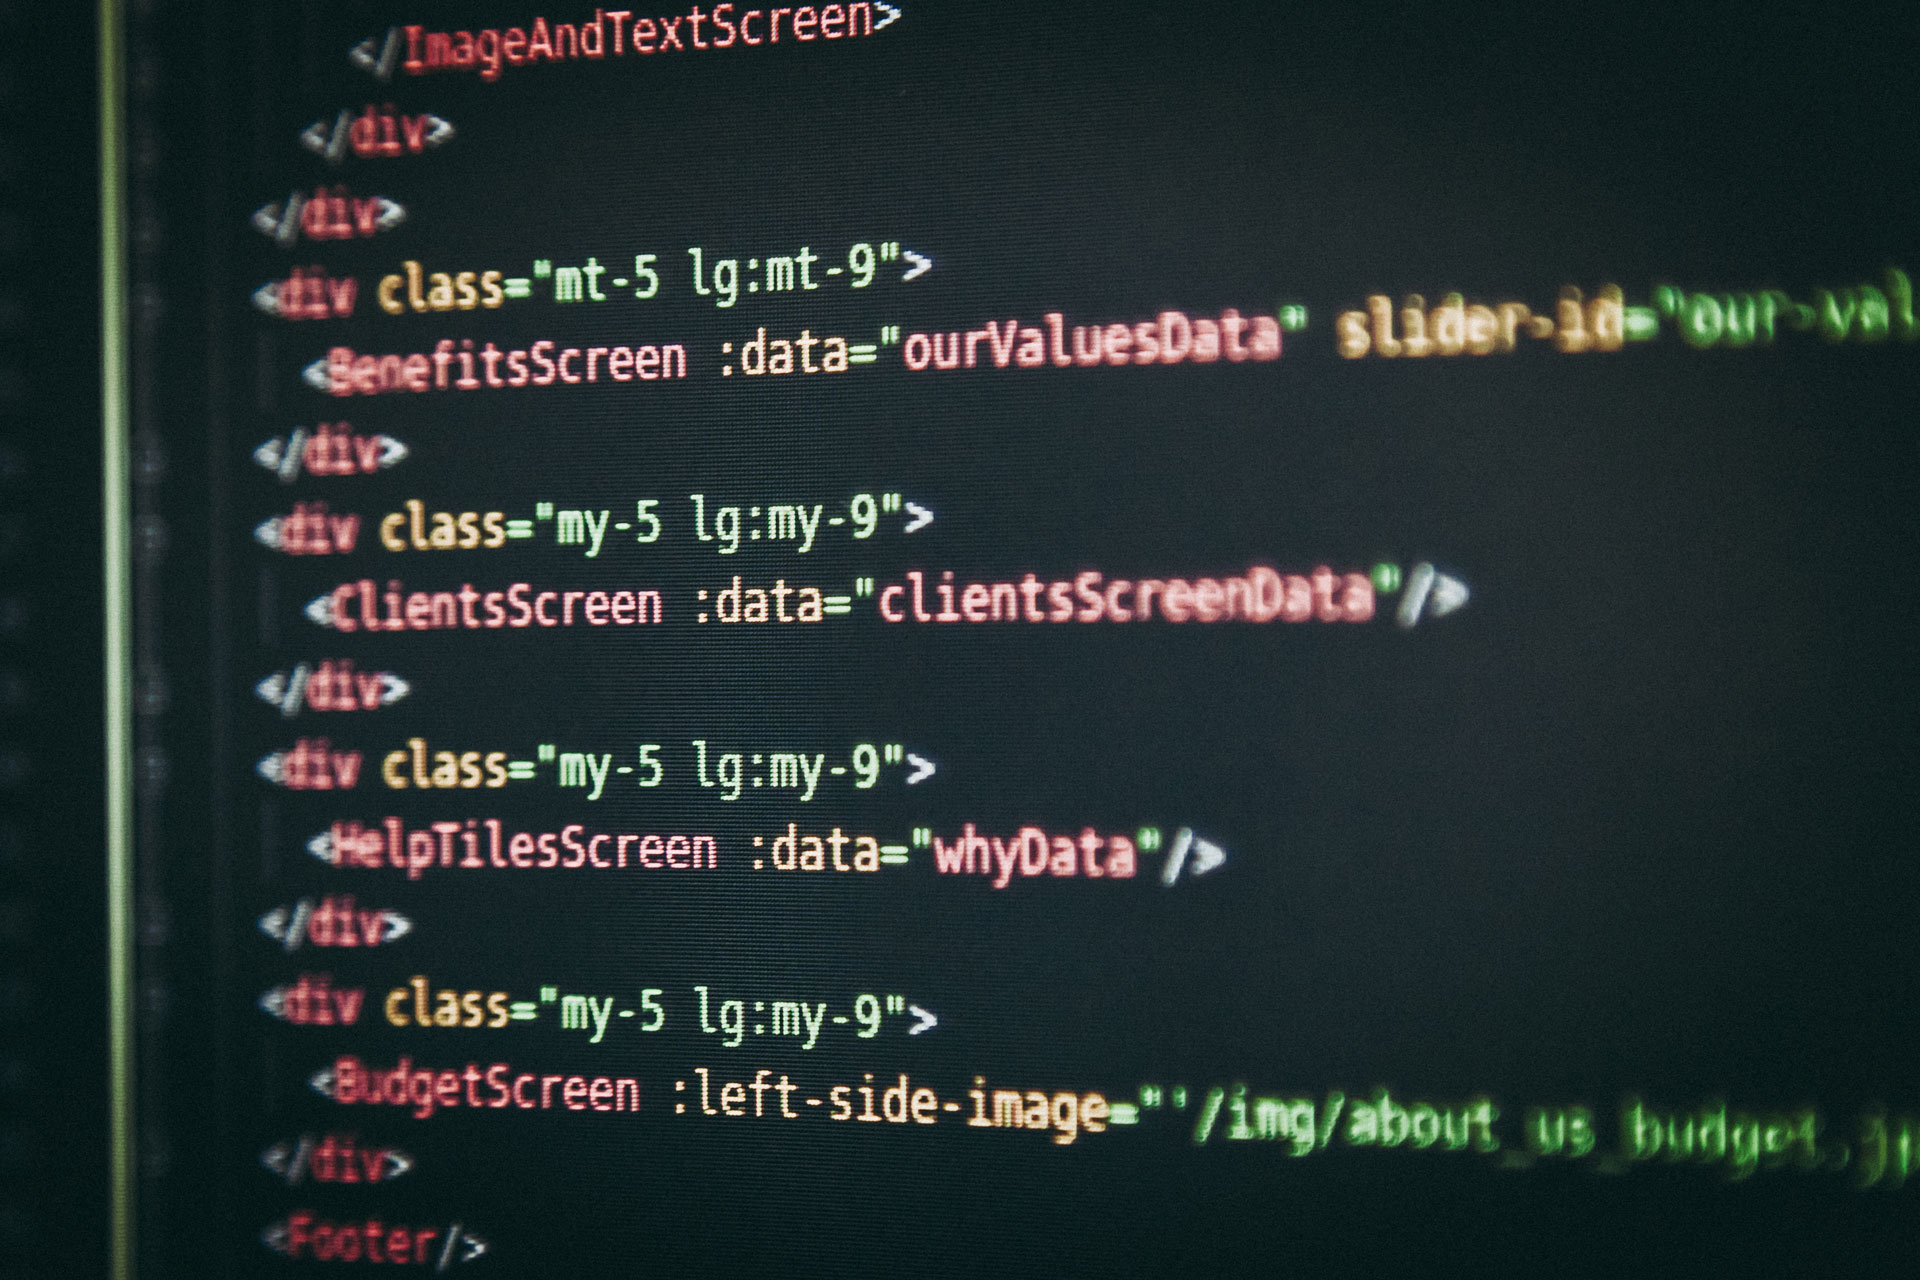 </ImageAndTextScreen>
</div>
</div>
<div class="mt-5 lg:mt-9">
<BenefitsScreen :data="ourValuesData" slider-id="our-val
</div>
<div class="my-5 lg:my-9">
<ClientsScreen :data="clientsScreenData"/>
</div>
<div class="my-5 lg:my-9">
<HelpTilesScreen :data="whyData"/>
</div>
<div class="my-5 lg:my-9">
<BudgetScreen :left-side-image="'/img/about_us_budget.jp
</div>
<Footer/>